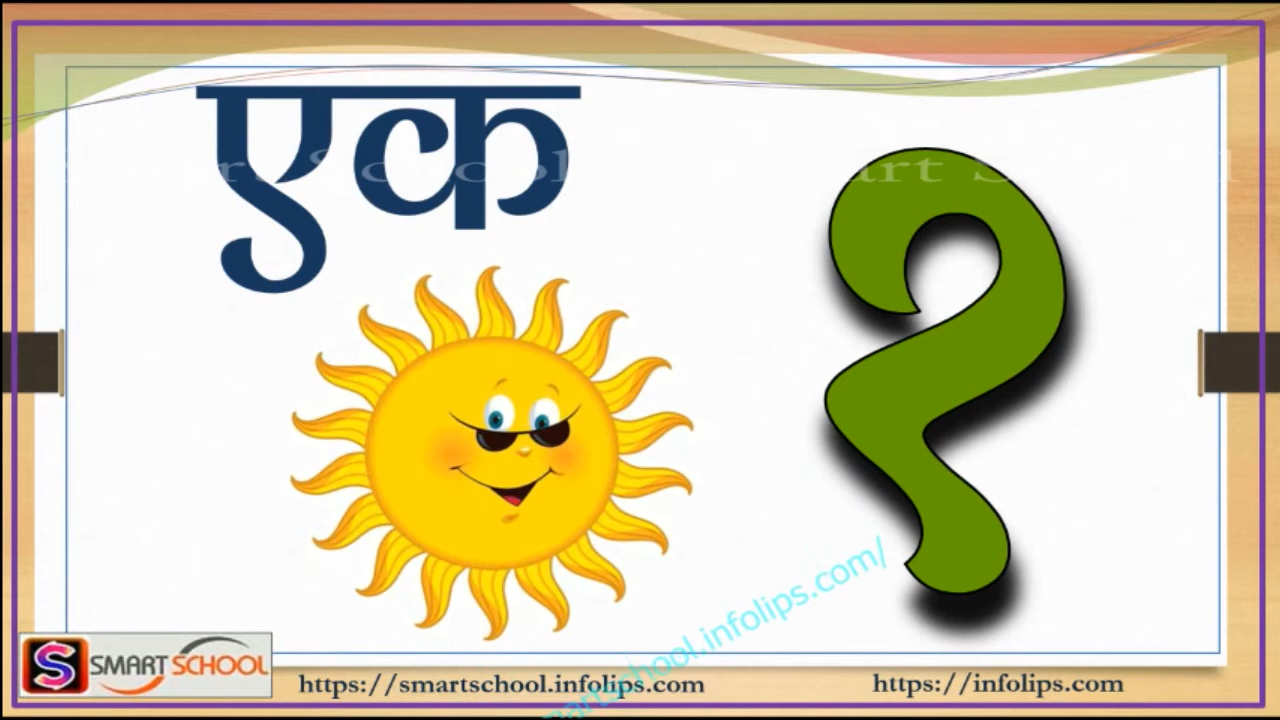 एक
१
SMART SCHOOL
https://smartschool.infolips.com
https://infolips.com